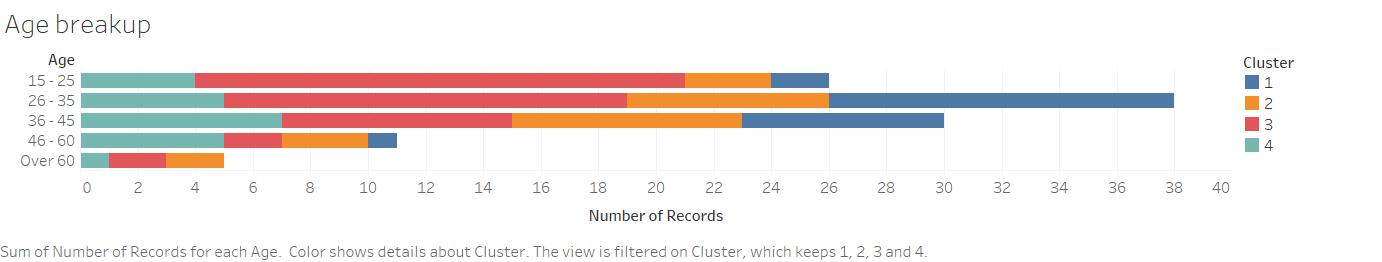 Age breakup
Age
Cluster
15 - 25
1
26 - 35
2
36 - 45
3
46 - 60
4
Over 60
0 2 4 6 8 10 12 14 16 18 20 22 24 26 28 30 32 34 36 38 40
Number of Records
Sum of Number of Records for each Age. Color shows details about Cluster. The view is filtered on Cluster, which keeps 1, 2, 3 and 4.